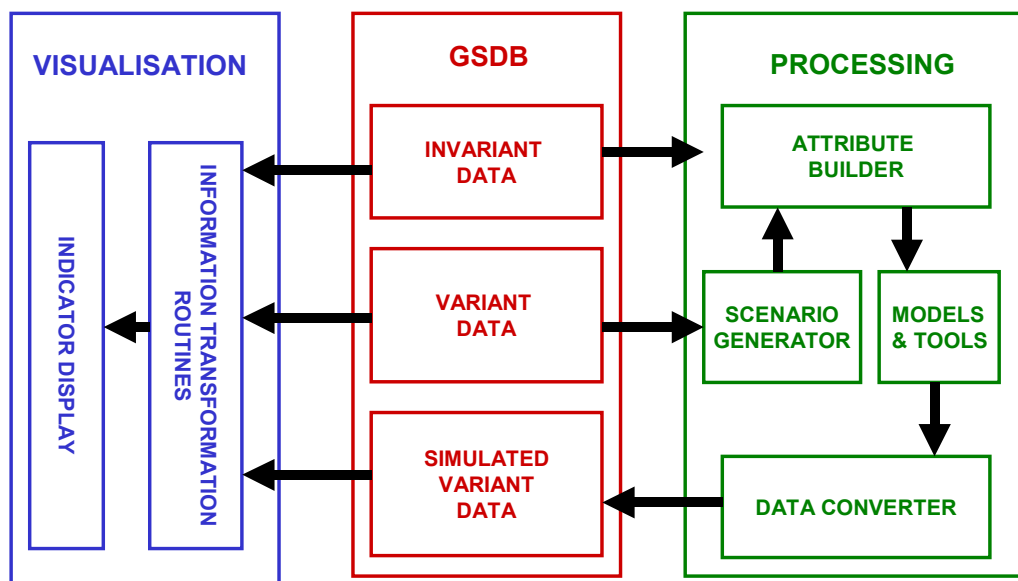 VISUALISATION
INDICATOR DISPLAY
INFORMATION TRANSFORMATION
ROUTINES
GSDB
INVARIANT
DATA
VARIANT
DATA
SIMULATED
VARIANT
DATA
PROCESSING
ATTRIBUTE
BUILDER
SCENARIO
GENERATOR
MODELS
& TOOLS
DATA CONVERTER